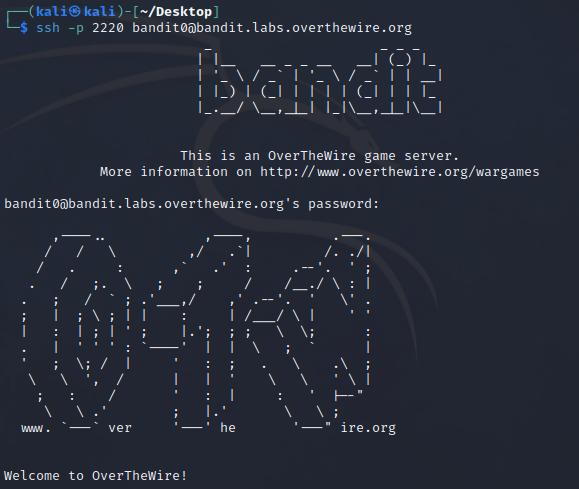 ┌──(kali㉿kali)-[~/Desktop]
└─$ ssh -p 2220 bandit0@bandit.labs.overthewire.org
bandit
This is an OverTheWire game server.
More information on http://www.overthewire.org/wargames
bandit0@bandit.labs.overthewire.org's password:
www. ver he ire.org
Welcome to OverTheWire!